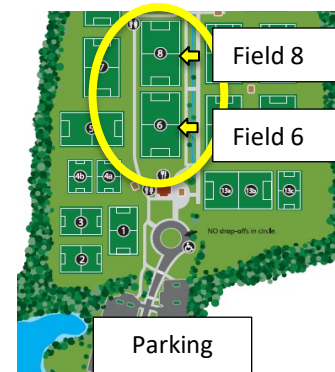 8
Field 8
7
6
Field 6
5
4b
4a
13a
13b
13c
3
1
2
NO drop-offs in circle.
Parking